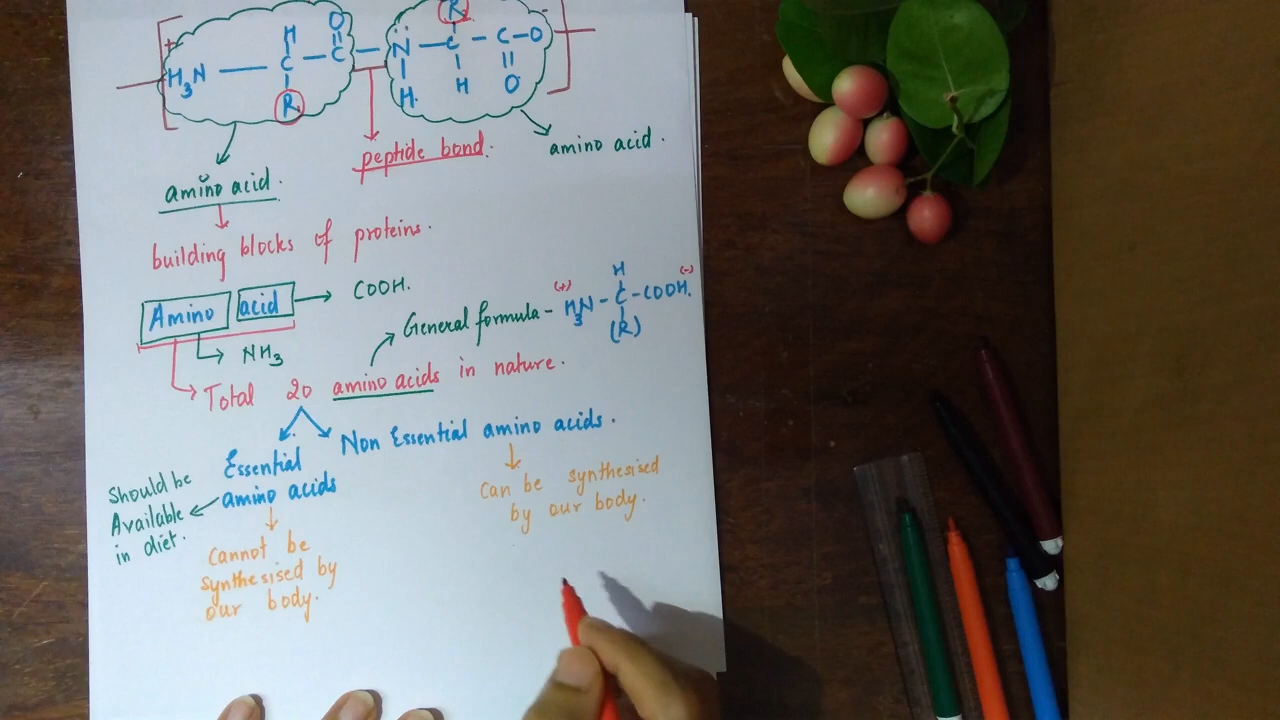 H O R -
+ H₃N — C — C — N̈ — C — C — O
R H H O
peptide bond.
amino acid.
amino acid.
building blocks of proteins.
Amino acid → COOH.
NH₃
General formula - (+) H₃N - C - COOH. (-)
H
(R)
Total 20 amino acids in nature.
Essential amino acids
Non Essential amino acids.
Should be
Available
in diet.
Cannot be
synthesised by
our body.
Can be synthesised
by our body.